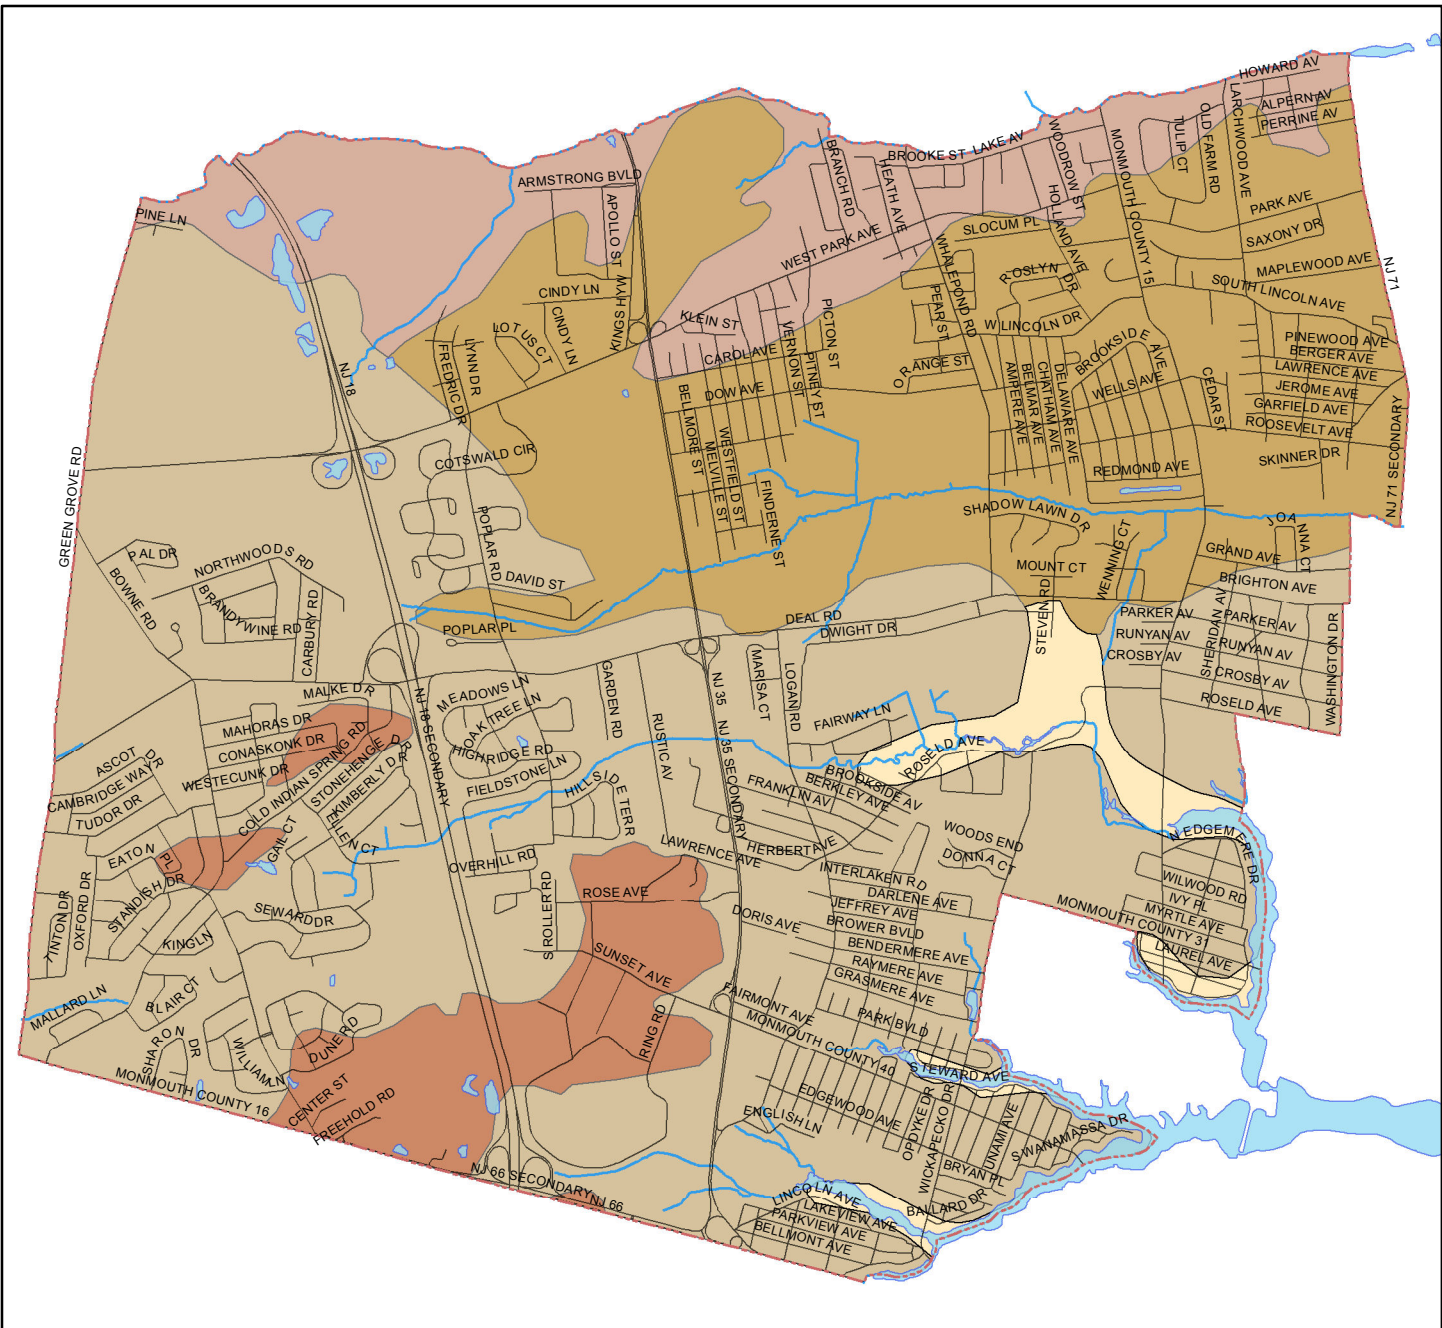 HOWARD AV
ALPERN AV
PERRINE AV
LARCHWOOD AVE
OLD FARM RD
TULIP CT
MONMOUTH COUNTY 15
WOODROW ST
HOLLAND AVE
BROOKE ST
LAKE AV
BRANCH RD
HEATH AVE
ARMSTRONG BVLD
APOLLO ST
PINE LN
PARK AVE
SAXONY DR
MAPLEWOOD AVE
NJ 71
SLOCUM PL
WEST PARK AVE
WHALEPOND RD
ROSLYN DR
SOUTH LINCOLN AVE
CINDY LN
CINDY LN
KINGS HWY
LOTUS CT
LYNN DR
FREDRIC DR
KLEIN ST
CAROL AVE
VERNON ST
PICTON ST
PITNEY ST
PEAR ST
W LINCOLN DR
BROOKSIDE AVE
PINEWOOD AVE
BERGER AVE
LAWRENCE AVE
JEROME AVE
GARFIELD AVE
ROOSEVELT AVE
NJ 18
DOW AVE
ORANGE ST
AMPERE AVE
BELMAR AVE
CHATHAM AVE
DELAWARE AVE
WELLS AVE
CEDAR ST
SKINNER DR
NJ 71 SECONDARY
BELLMORE ST
MELVILLE ST
WESTFIELD ST
FINDERNE ST
COTSWALD CIR
REDMOND AVE
GREEN GROVE RD
POPLAR RD
SHADOW LAWN DR
JOANNA CT
PAL DR
NORTHWOODS RD
DAVID ST
WENNING CT
GRAND AVE
MOUNT CT
BOWNE RD
BRANDYWINE RD
CARBURY RD
BRIGHTON AVE
POPLAR PL
DEAL RD
DWIGHT DR
STEVEN RD
PARKER AV
PARKER AV
RUNYAN AV
RUNYAN AV
CROSBY AV
CROSBY AV
SHERIDAN AV
ROSELD AVE
WASHINGTON DR
MARISA CT
LOGAN RD
MALKE DR
MEADOWS LN
OAK TREE LN
GARDEN RD
RUSTIC AV
NJ 35
NJ 35 SECONDARY
NJ 18 SECONDARY
FAIRWAY LN
MAHORAS DR
CONASKONK DR
WESTECUNK DR
COLD INDIAN SPRING RD
STONEHENGE DR
KIMBERLY DR
ELLEN CT
GAIL CT
HIGHRIDGE RD
FIELDSTONE LN
HILLSIDE TERR
ROSELD AVE
BROOKSIDE AV
BERKLEY AVE
FRANKLIN AV
ASCOT DR
CAMBRIDGE WAY
TUDOR DR
EATON PL
STANDISH DR
OVERHILL RD
LAWRENCE AVE
HERBERT AVE
WOODS END
DONNA CT
N EDGEMERE DR
INTERLAKEN RD
DARLENE AVE
JEFFREY AVE
BROWER BVLD
BENDERMERE AVE
RAYMERE AVE
GRASMERE AVE
WILWOOD RD
IVY PL
MYRTLE AVE
MONMOUTH COUNTY 31
LAUREL AVE
TINTON DR
OXFORD DR
SEWARD DR
KING LN
ROSE AVE
STROLLER RD
DORIS AVE
SUNSET AVE
MALLARD LN
BLAIR CT
SHARON DR
WILLIAM LN
DUNE RD
RING RD
FAIRMONT AVE
PARK BVLD
MONMOUTH COUNTY 40
STEWARD AVE
MONMOUTH COUNTY 16
CENTER ST
FREEHOLD RD
EDGEWOOD AVE
ENGLISH LN
OPDYKE DR
WICKAPECKO DR
UNAMI AVE
S WANAMASSA DR
BRYAN PL
BALLARD DR
NJ 66 SECONDARY
NJ 66
LINCOLN AVE
LAKEVIEW AVE
PARKVIEW AVE
BELLMONT AVE